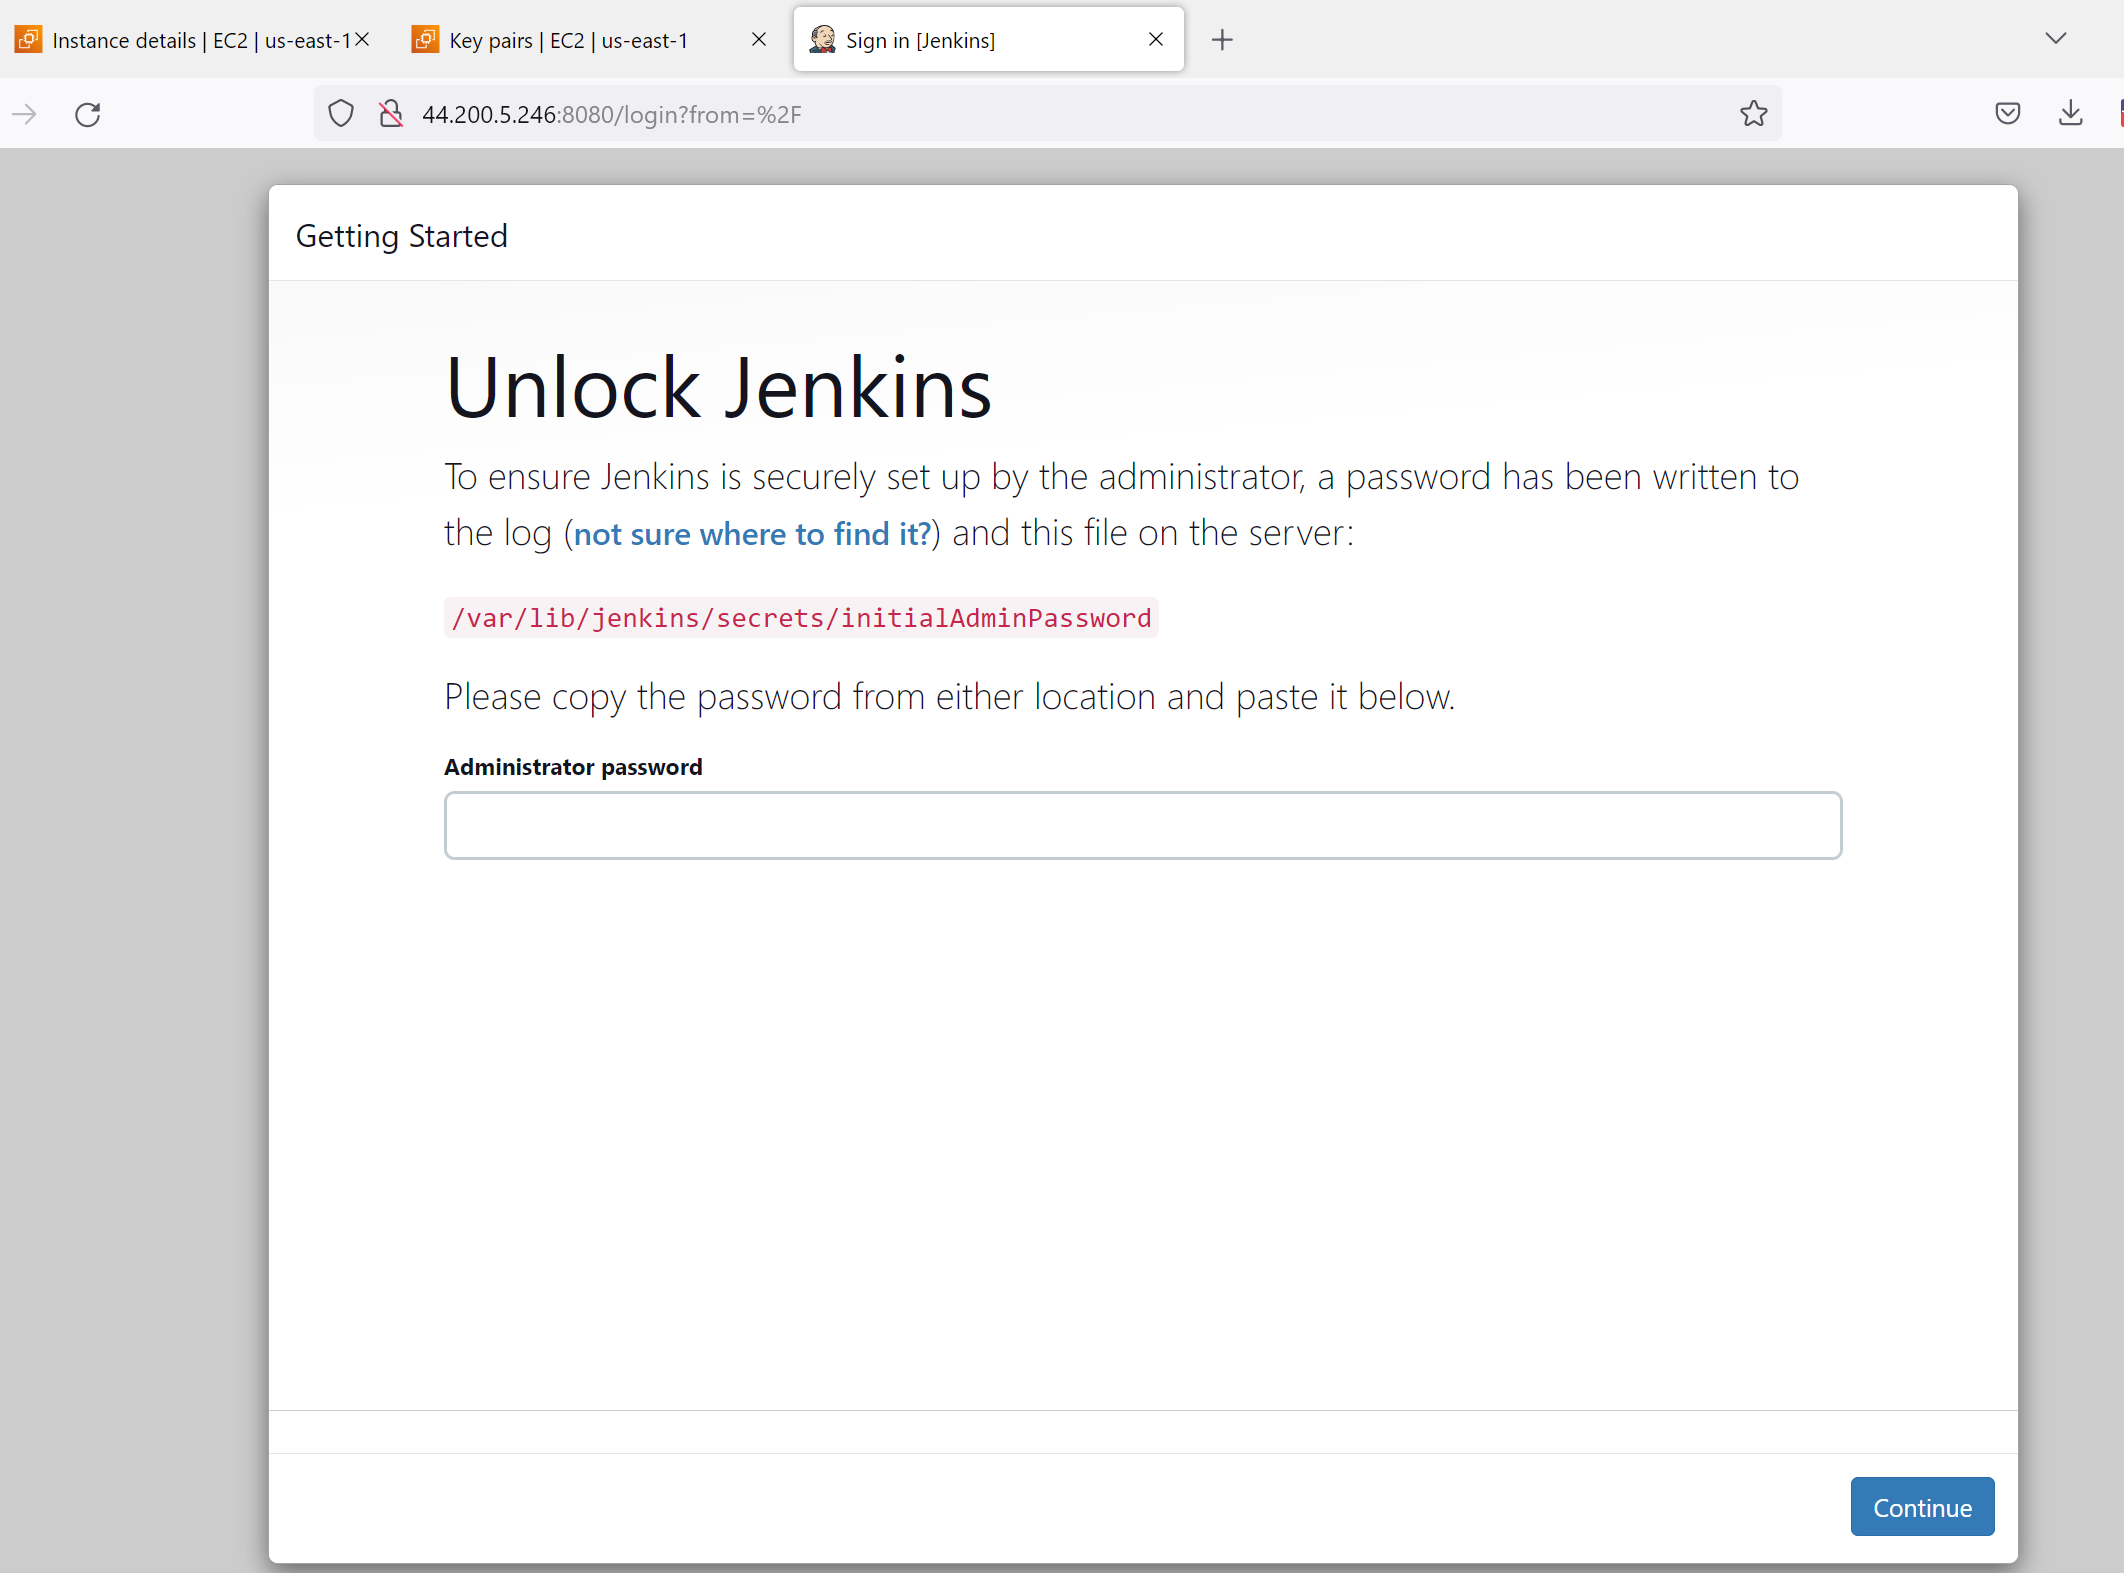 Instance details | EC2 | us-east-1
Key pairs | EC2 | us-east-1
Sign in [Jenkins]
44.200.5.246:8080/login?from=%2F
Getting Started
Unlock Jenkins
To ensure Jenkins is securely set up by the administrator, a password has been written to
the log (not sure where to find it?) and this file on the server:
/var/lib/jenkins/secrets/initialAdminPassword
Please copy the password from either location and paste it below.
Administrator password
Continue